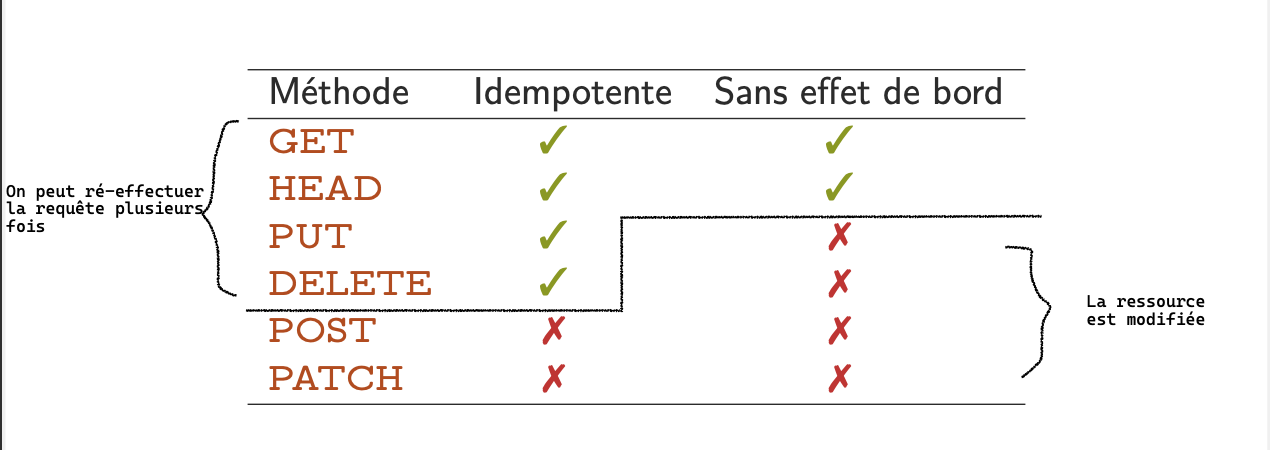 Méthode Idempotente Sans effet de bord
GET ✓ ✓
HEAD ✓ ✓
PUT ✓ ✗
DELETE ✓ ✗
POST ✗ ✗
PATCH ✗ ✗
On peut ré-effectuer
la requête plusieurs
fois
La ressource
est modifiée